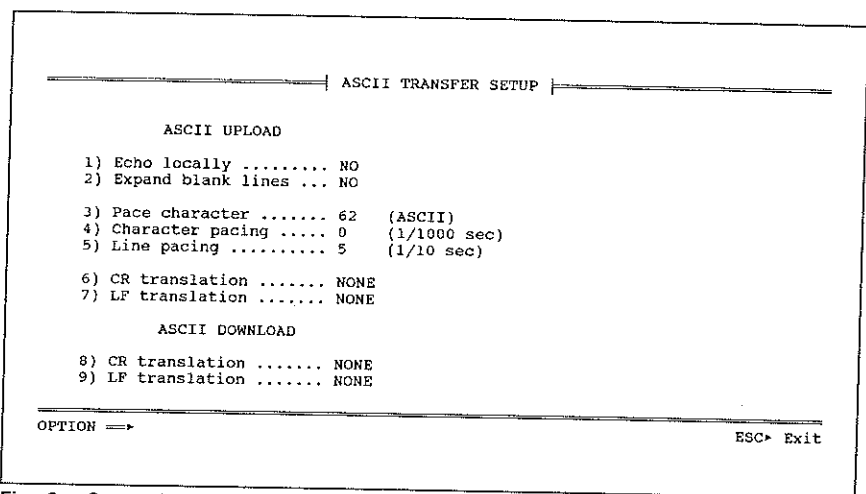 ASCII TRANSFER SETUP
ASCII UPLOAD
1) Echo locally ......... NO
2) Expand blank lines ... NO
3) Pace character ....... 62 (ASCII)
4) Character pacing ..... 0 (1/1000 sec)
5) Line pacing .......... 5 (1/10 sec)
6) CR translation ....... NONE
7) LF translation ....... NONE
ASCII DOWNLOAD
8) CR translation ....... NONE
9) LF translation ....... NONE
OPTION ══► ESC► Exit